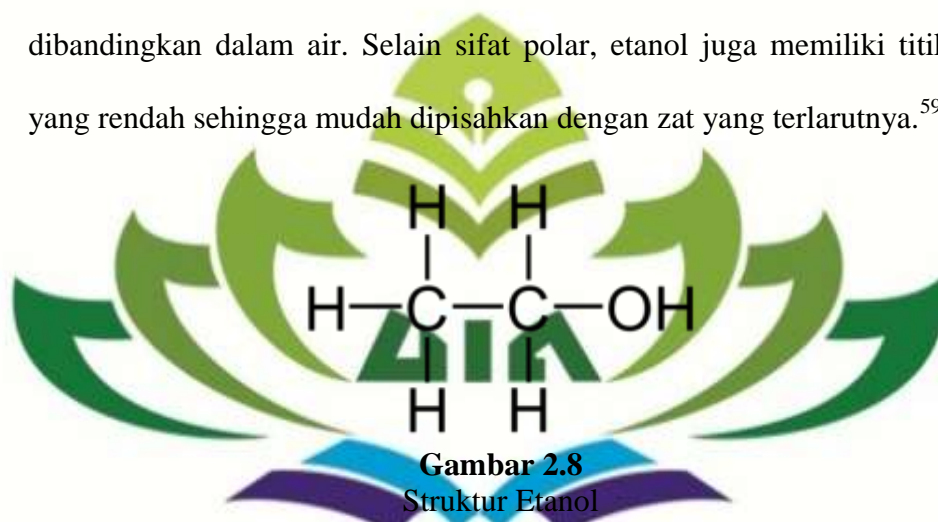 dibandingkan dalam air. Selain sifat polar, etanol juga memiliki
yang rendah sehingga mudah dipisahkan dengan zat yang terlarutnya.59
H H
H—C—C—OH
H H
Gambar 2.8
Struktur Etanol